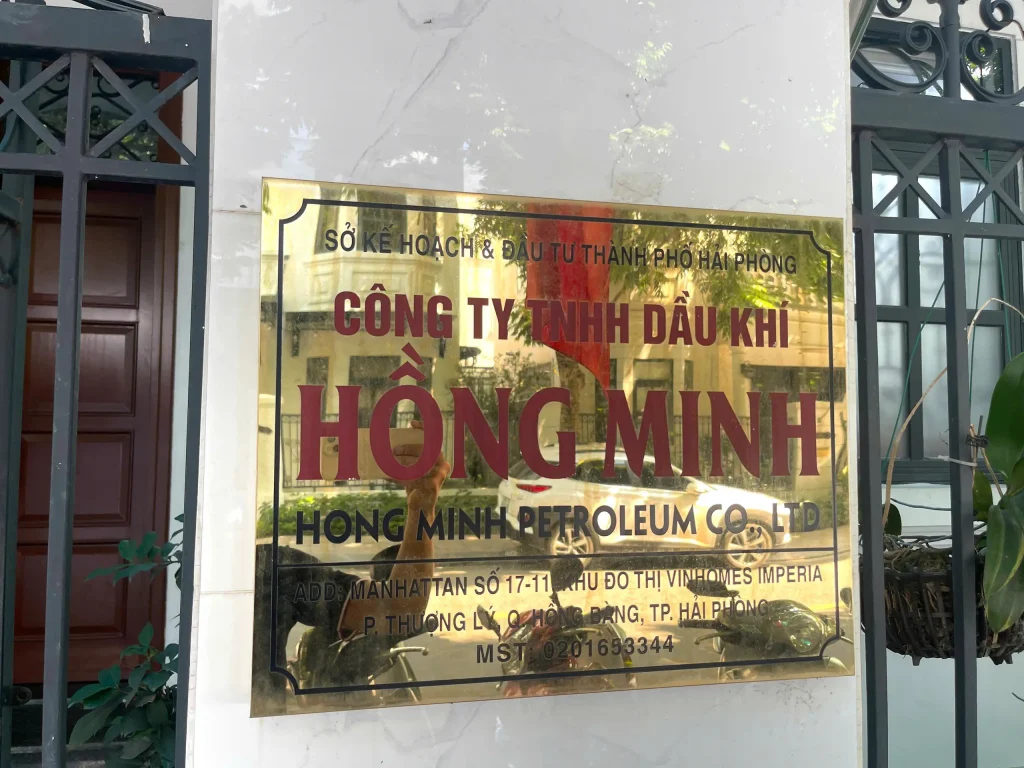 SỞ KẾ HOẠCH & ĐẦU TƯ THÀNH PHỐ HẢI PHÒNG
CÔNG TY TNHH DẦU KHÍ
HỒNG MINH
HONG MINH PETROLEUM CO., LTD
ADD: MANHATTAN SỐ 17-11, KHU ĐO THỊ VINHOMES IMPERIA
P. THƯỢNG LÝ, Q. HỒNG BÀNG, TP. HẢI PHÒNG
MST: 0201653344